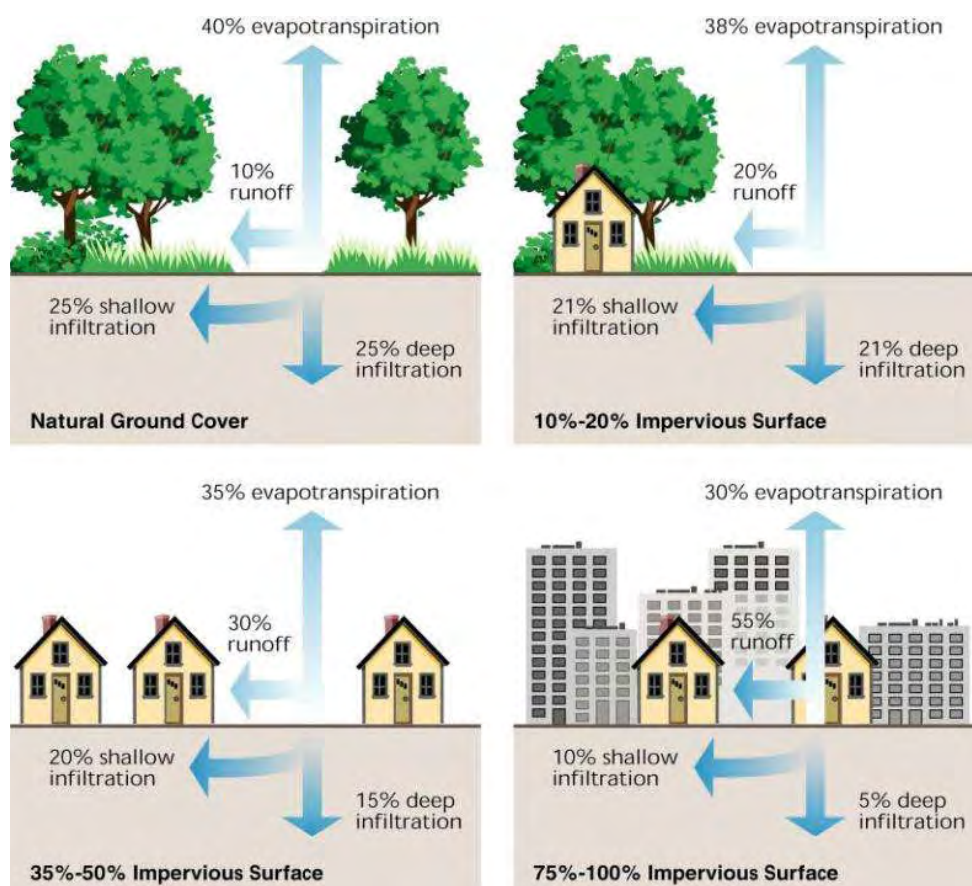 40% evapotranspiration
10%
runoff
25% shallow
infiltration
25% deep
infiltration
Natural Ground Cover
38% evapotranspiration
20%
runoff
21% shallow
infiltration
21% deep
infiltration
10%-20% Impervious Surface
35% evapotranspiration
30%
runoff
20% shallow
infiltration
15% deep
infiltration
35%-50% Impervious Surface
30% evapotranspiration
55%
runoff
10% shallow
infiltration
5% deep
infiltration
75%-100% Impervious Surface